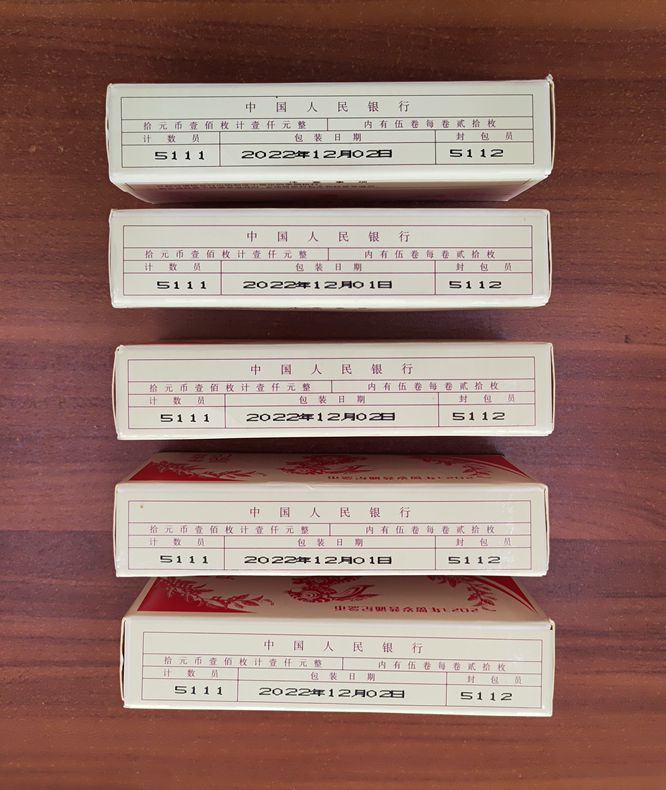 中国人民银行
拾元币壹佰枚计壹仟元整 内有伍卷每卷贰拾枚
计数员 包装日期 封包员
5111 2022年12月02日 5112
中国人民银行
拾元币壹佰枚计壹仟元整 内有伍卷每卷贰拾枚
计数员 包装日期 封包员
5111 2022年12月01日 5112
中国人民银行
拾元币壹佰枚计壹仟元整 内有伍卷每卷贰拾枚
计数员 包装日期 封包员
5111 2022年12月02日 5112
中国人民银行
拾元币壹佰枚计壹仟元整 内有伍卷每卷贰拾枚
计数员 包装日期 封包员
5111 2022年12月01日 5112
中国人民银行
拾元币壹佰枚计壹仟元整 内有伍卷每卷贰拾枚
计数员 包装日期 封包员
5111 2022年12月02日 5112